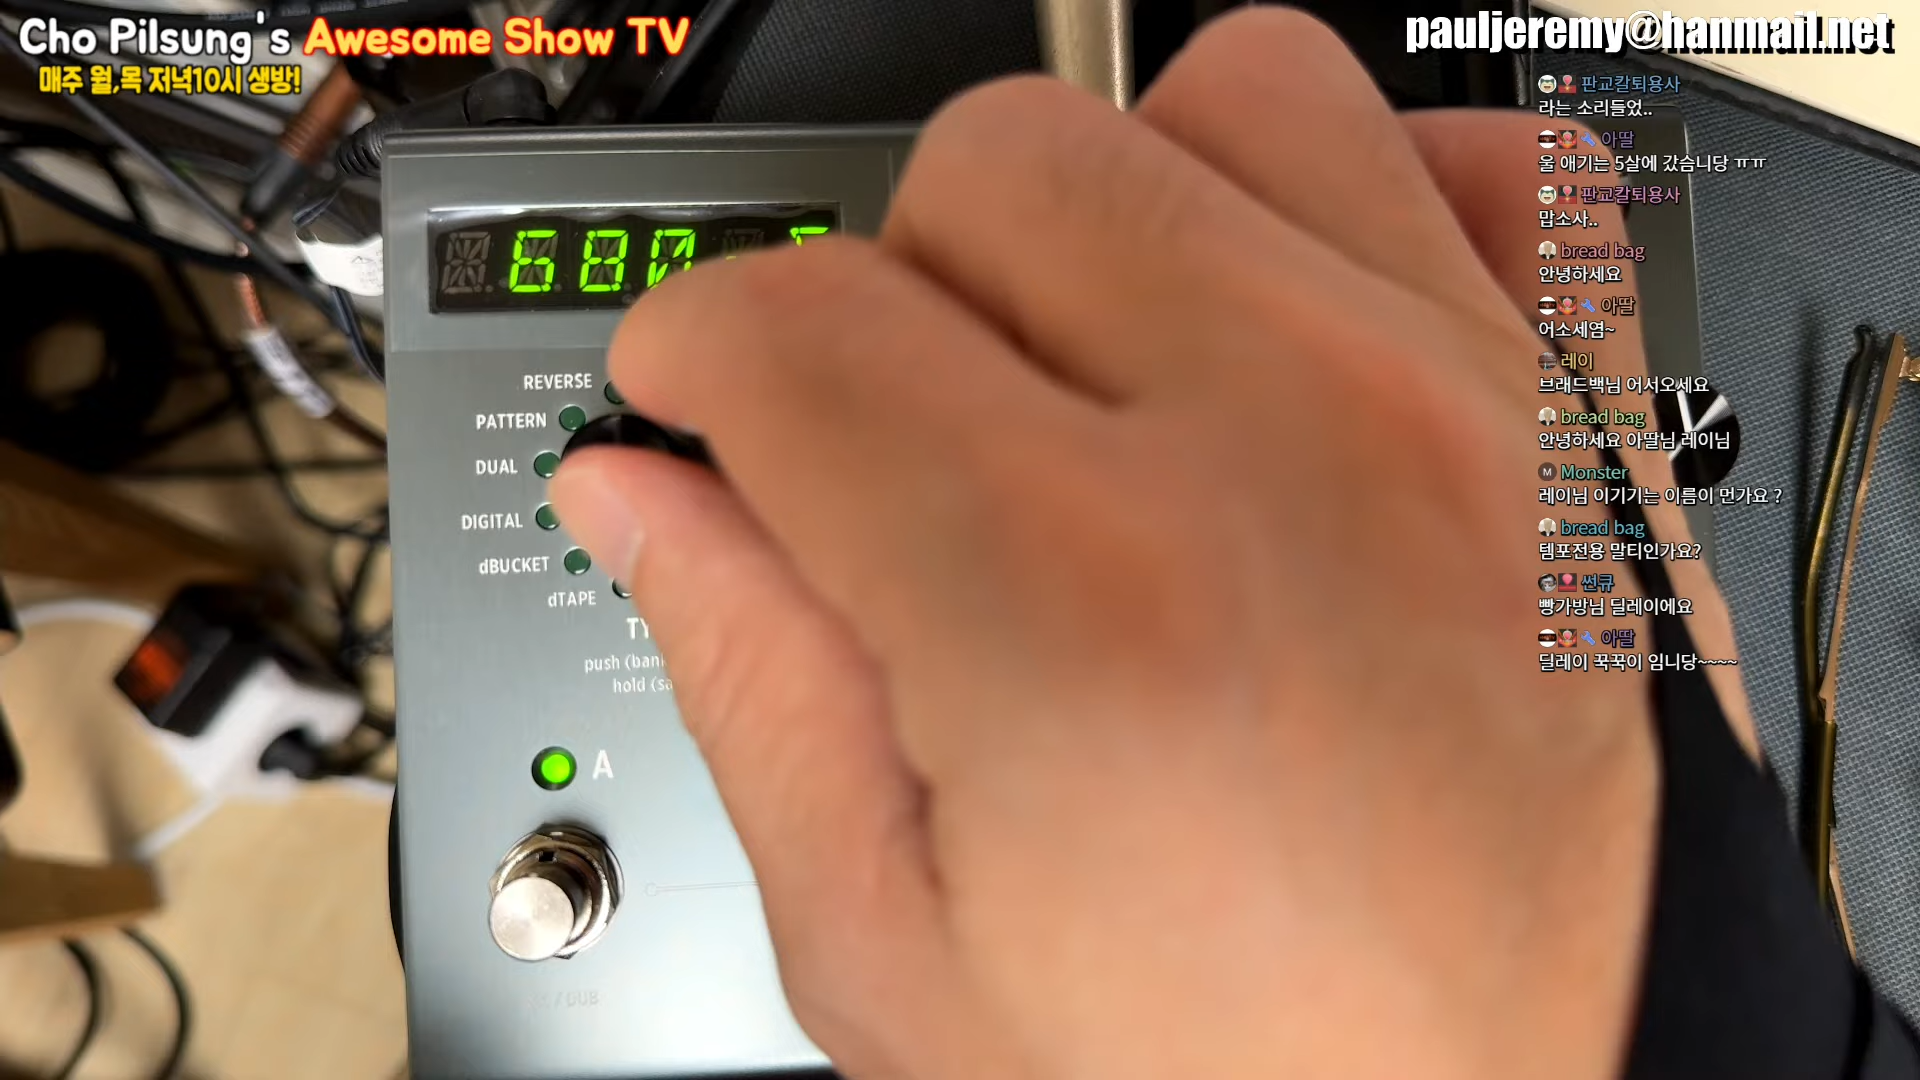 Cho Pilsung's Awesome Show TV
매주 월,목 저녁10시 생방!
pauljeremy@hanmail.net
판교칼퇴용사
라는 소리들었..
아딸
울 애기는 5살에 갔습니당 ㅠㅠ
판교칼퇴용사
맙소사..
bread bag
안녕하세요
아딸
어소세염~
레이
브래드백님 어서오세요
bread bag
안녕하세요 아딸님 레이님
M Monster
레이님 이기기는 이름이 먼가요 ?
bread bag
템포전용 말티인가요?
썬큐
빵가방님 딜레이에요
아딸
딜레이 꾹꾹이 임니당~~~~
680
REVERSE
PATTERN
DUAL
DIGITAL
dBUCKET
dTAPE
TY
push (bank
hold (sa
A
/ DUB